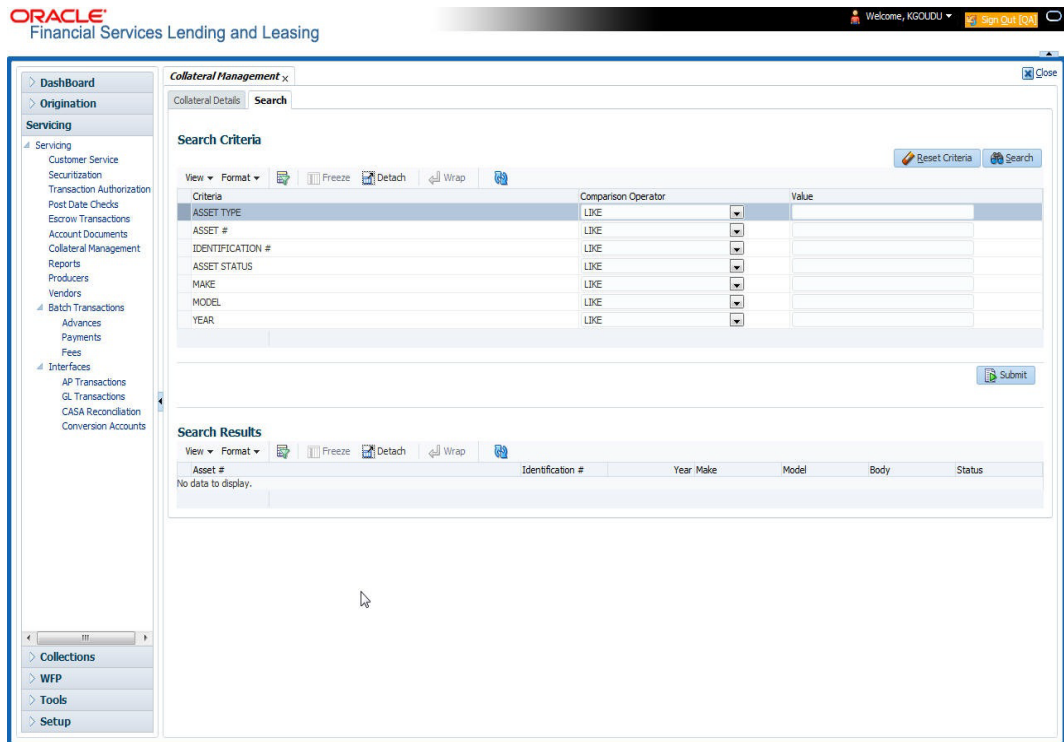 ORACLE
Financial Services Lending and Leasing
Welcome, KGOUDU
Sign Out [QA]
DashBoard
Origination
Servicing
Servicing
Customer Service
Securitization
Transaction Authorization
Post Date Checks
Escrow Transactions
Account Documents
Collateral Management
Reports
Producers
Vendors
Batch Transactions
Advances
Payments
Fees
Interfaces
AP Transactions
GL Transactions
CASA Reconciliation
Conversion Accounts
Collections
WFP
Tools
Setup
Collateral Management x
Close
Collateral Details Search
Search Criteria
Reset Criteria Search
View Format Freeze Detach Wrap
Criteria Comparison Operator Value
ASSET TYPE LIKE
ASSET # LIKE
IDENTIFICATION # LIKE
ASSET STATUS LIKE
MAKE LIKE
MODEL LIKE
YEAR LIKE
Submit
Search Results
View Format Freeze Detach Wrap
Asset # Identification # Year Make Model Body Status
No data to display.